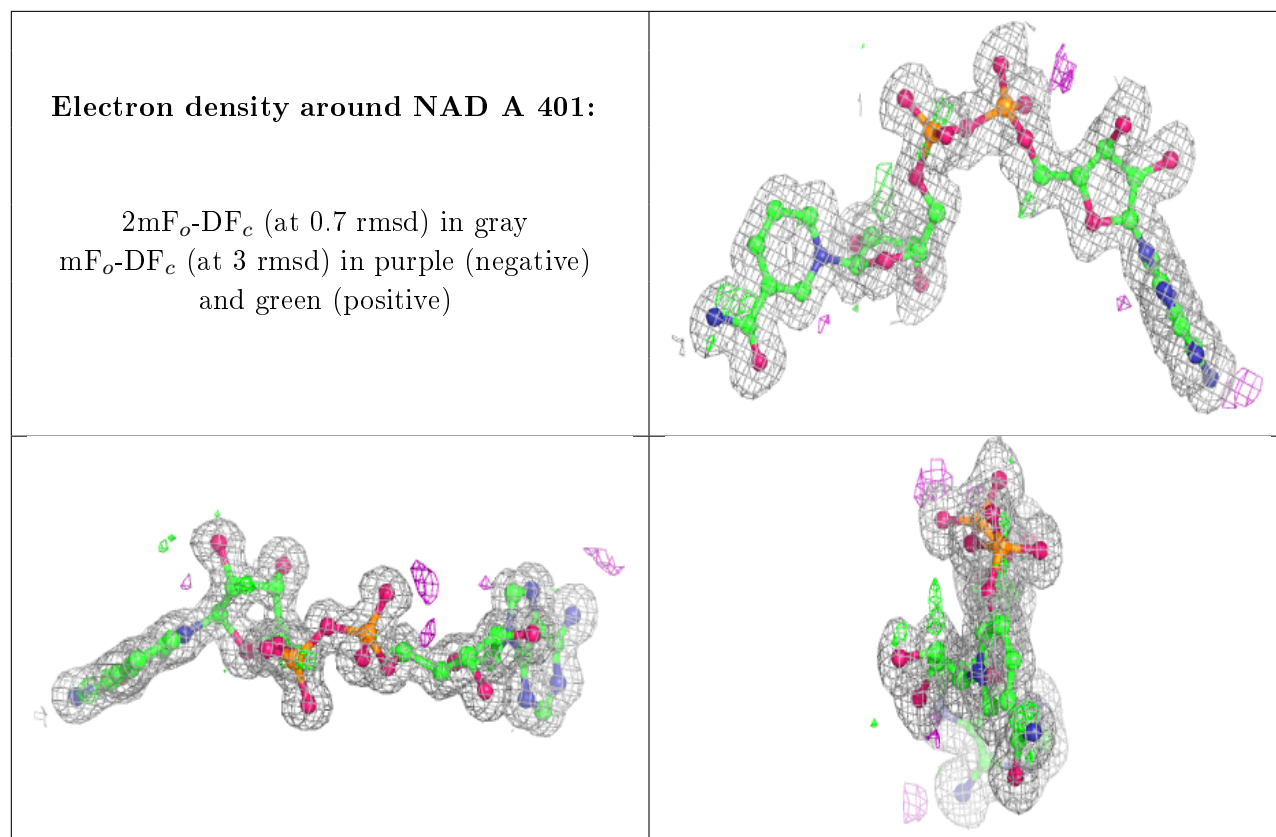 Electron density around NAD A 401:
2mFo-DFc (at 0.7 rmsd) in gray
mFo-DFc (at 3 rmsd) in purple (negative)
and green (positive)